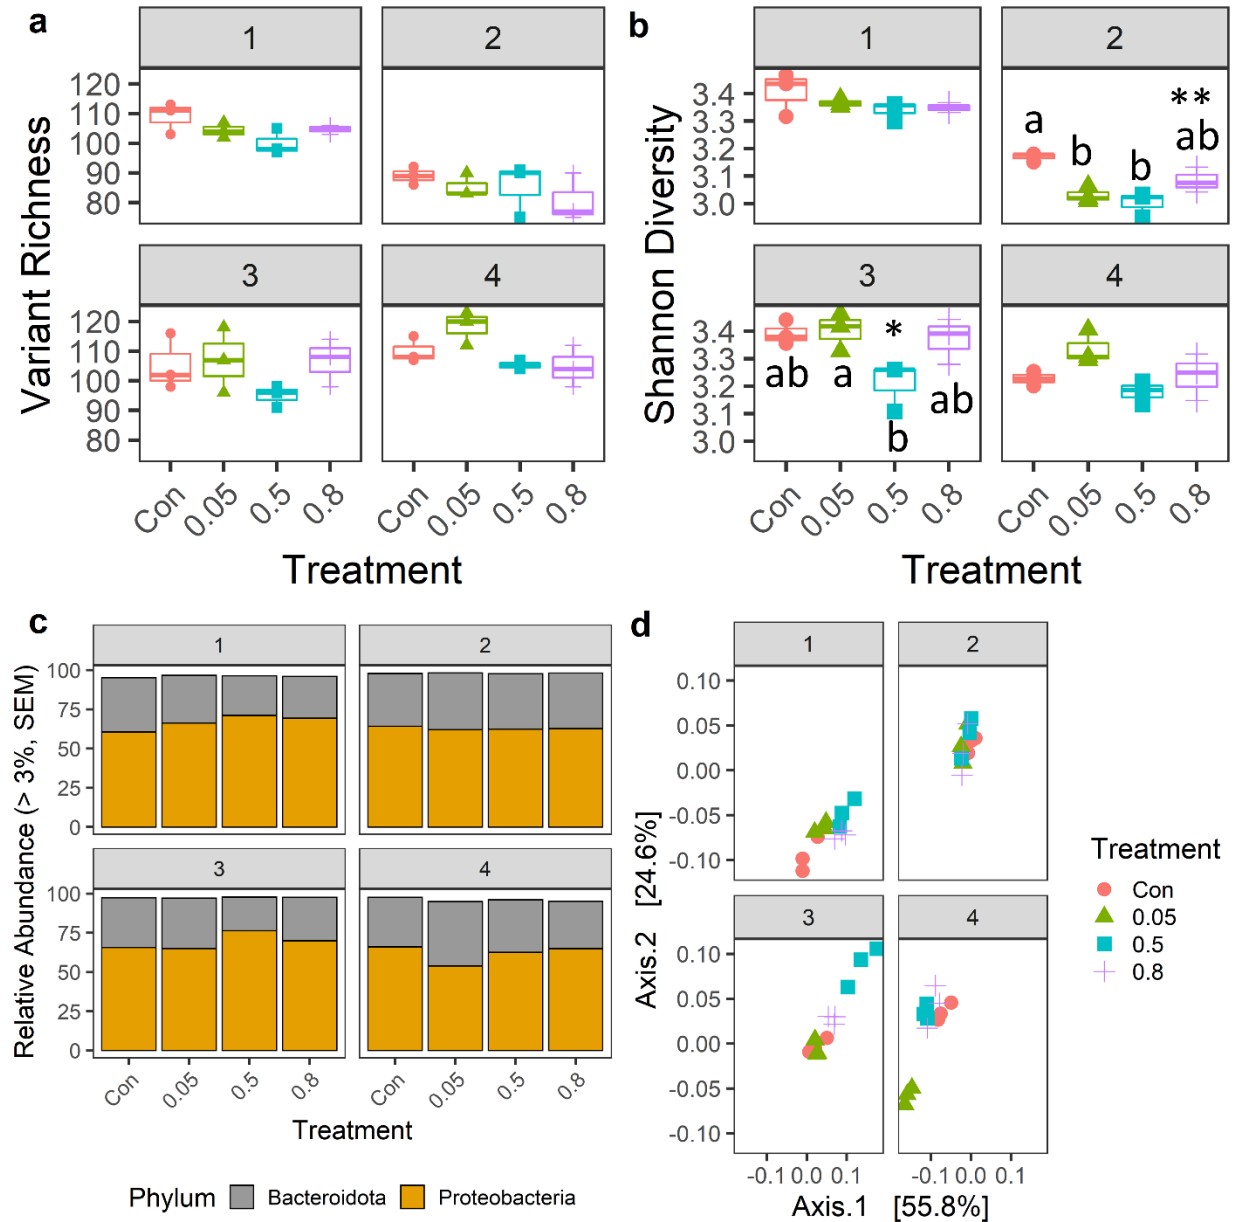 a
1
2
120
110
100
90
80
3
4
120
110
100
90
80
Variant Richness
Con
0.05
0.5
0.8
Con
0.05
0.5
0.8
Treatment
b
1
2
3.4
3.3
3.2
3.1
3.0
a
b
b
**
ab
3
4
3.4
3.3
3.2
3.1
3.0
ab
a
*
b
ab
Shannon Diversity
Con
0.05
0.5
0.8
Con
0.05
0.5
0.8
Treatment
c
1
2
100
75
50
25
0
3
4
100
75
50
25
0
Relative Abundance (> 3%, SEM)
Con
0.05
0.5
0.8
Con
0.05
0.5
0.8
Treatment
Phylum
Bacteroidota
Proteobacteria
d
1
2
0.10
0.05
0.00
-0.05
-0.10
3
4
0.10
0.05
0.00
-0.05
-0.10
Axis.2 [24.6%]
-0.1 0.0 0.1
-0.1 0.0 0.1
Axis.1 [55.8%]
Treatment
Con
0.05
0.5
0.8